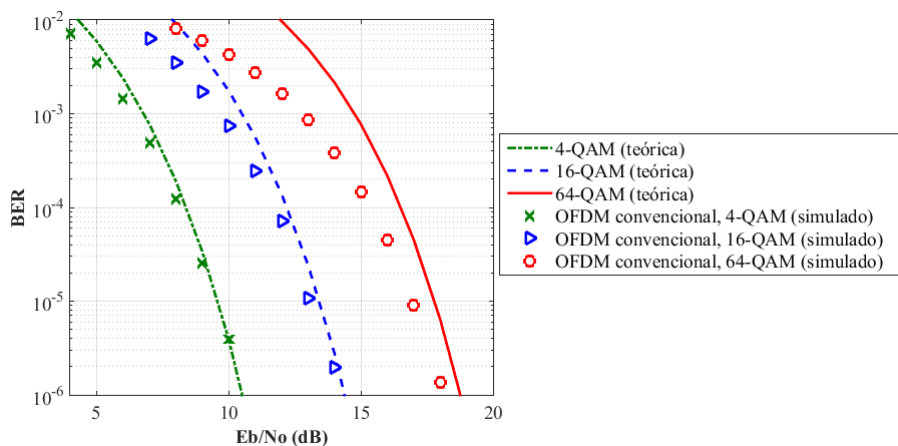 10^-2
10^-3
10^-4
10^-5
10^-6
BER
5
10
15
20
Eb/No (dB)
4-QAM (teórica)
16-QAM (teórica)
64-QAM (teórica)
OFDM convencional, 4-QAM (simulado)
OFDM convencional, 16-QAM (simulado)
OFDM convencional, 64-QAM (simulado)